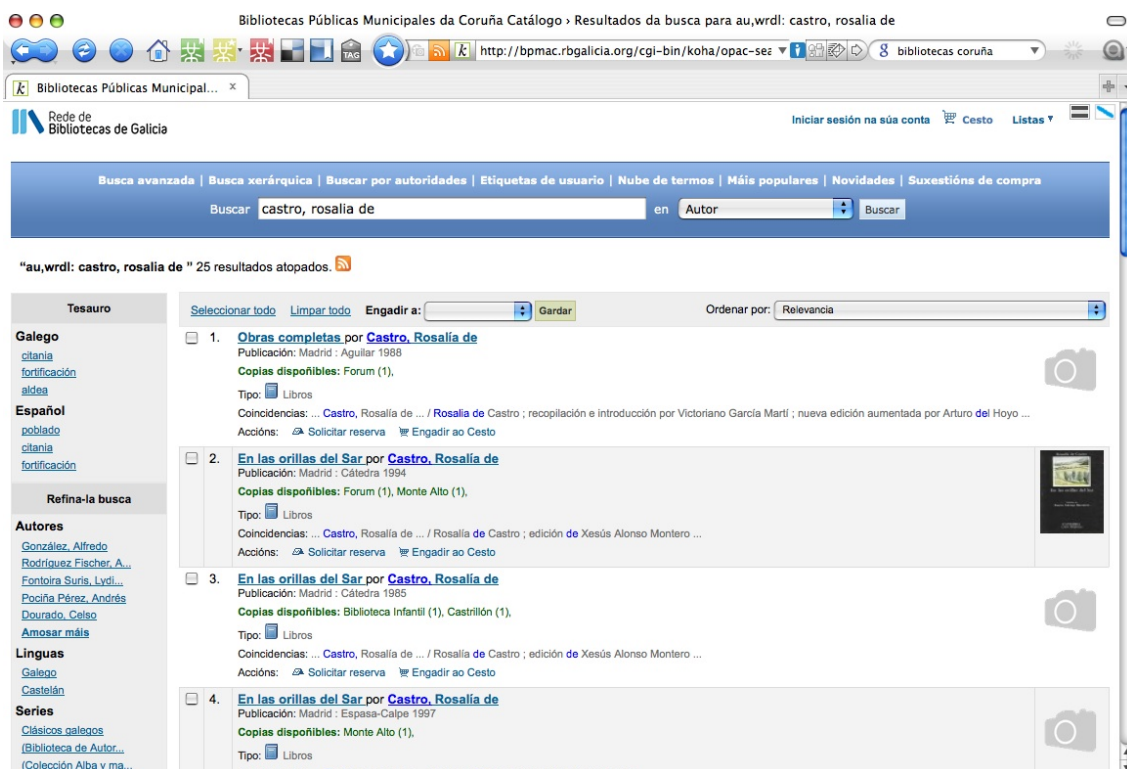 Bibliotecas Públicas Municipales da Coruña Catálogo › Resultados da busca para au,wrdl: castro, rosalia de
TAG
k http://bpmac.rbgalicia.org/cgi-bin/koha/opac-sea
bibliotecas coruña
k Bibliotecas Públicas Municipal... x
Rede de
Bibliotecas de Galicia
Iniciar sesión na súa conta Cesto Listas
Busca avanzada | Busca xerárquica | Buscar por autoridades | Etiquetas de usuario | Nube de termos | Máis populares | Novidades | Suxestións de compra
Buscar castro, rosalia de en Autor Buscar
“au,wrdl: castro, rosalia de ” 25 resultados atopados.
Tesauro
Galego
citania
fortificación
aldea
Español
poblado
citania
fortificación
Refina-la busca
Autores
González, Alfredo
Rodríguez Fischer, A...
Fontoira Suris, Lydi...
Pociña Pérez, Andrés
Dourado, Celso
Amosar máis
Linguas
Galego
Castelán
Series
Clásicos galegos
(Biblioteca de Autor...
(Colección Alba y ma...
Seleccionar todo Limpar todo Engadir a: Gardar Ordenar por: Relevancia
1. Obras completas por Castro, Rosalía de
Publicación: Madrid : Aguilar 1988
Copias dispoñibles: Forum (1),
Tipo: Libros
Coincidencias: ... Castro, Rosalía de ... / Rosalia de Castro ; recopilación e introducción por Victoriano García Martí ; nueva edición aumentada por Arturo del Hoyo ...
Accións: Solicitar reserva Engadir ao Cesto
2. En las orillas del Sar por Castro, Rosalía de
Publicación: Madrid : Cátedra 1994
Copias dispoñibles: Forum (1), Monte Alto (1),
Tipo: Libros
Coincidencias: ... Castro, Rosalía de ... / Rosalía de Castro ; edición de Xesús Alonso Montero ...
Accións: Solicitar reserva Engadir ao Cesto
3. En las orillas del Sar por Castro, Rosalía de
Publicación: Madrid : Cátedra 1985
Copias dispoñibles: Biblioteca Infantil (1), Castrillón (1),
Tipo: Libros
Coincidencias: ... Castro, Rosalía de ... / Rosalía de Castro ; edición de Xesús Alonso Montero ...
Accións: Solicitar reserva Engadir ao Cesto
4. En las orillas del Sar por Castro, Rosalía de
Publicación: Madrid : Espasa-Calpe 1997
Copias dispoñibles: Monte Alto (1),
Tipo: Libros